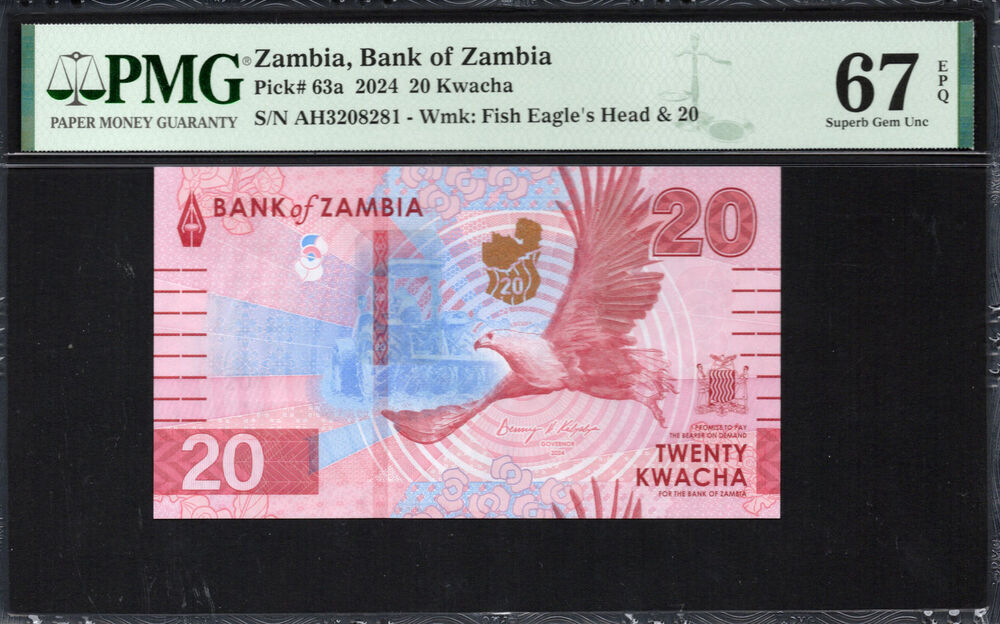 PMG®
PAPER MONEY GUARANTY
Zambia, Bank of Zambia
Pick# 63a 2024 20 Kwacha
S/N AH3208281 - Wmk: Fish Eagle's Head & 20
67
EPQ
Superb Gem Unc
BANK of ZAMBIA
20
20
I PROMISE TO PAY
THE BEARER ON DEMAND
GOVERNOR
2024
20
TWENTY
KWACHA
FOR THE BANK OF ZAMBIA